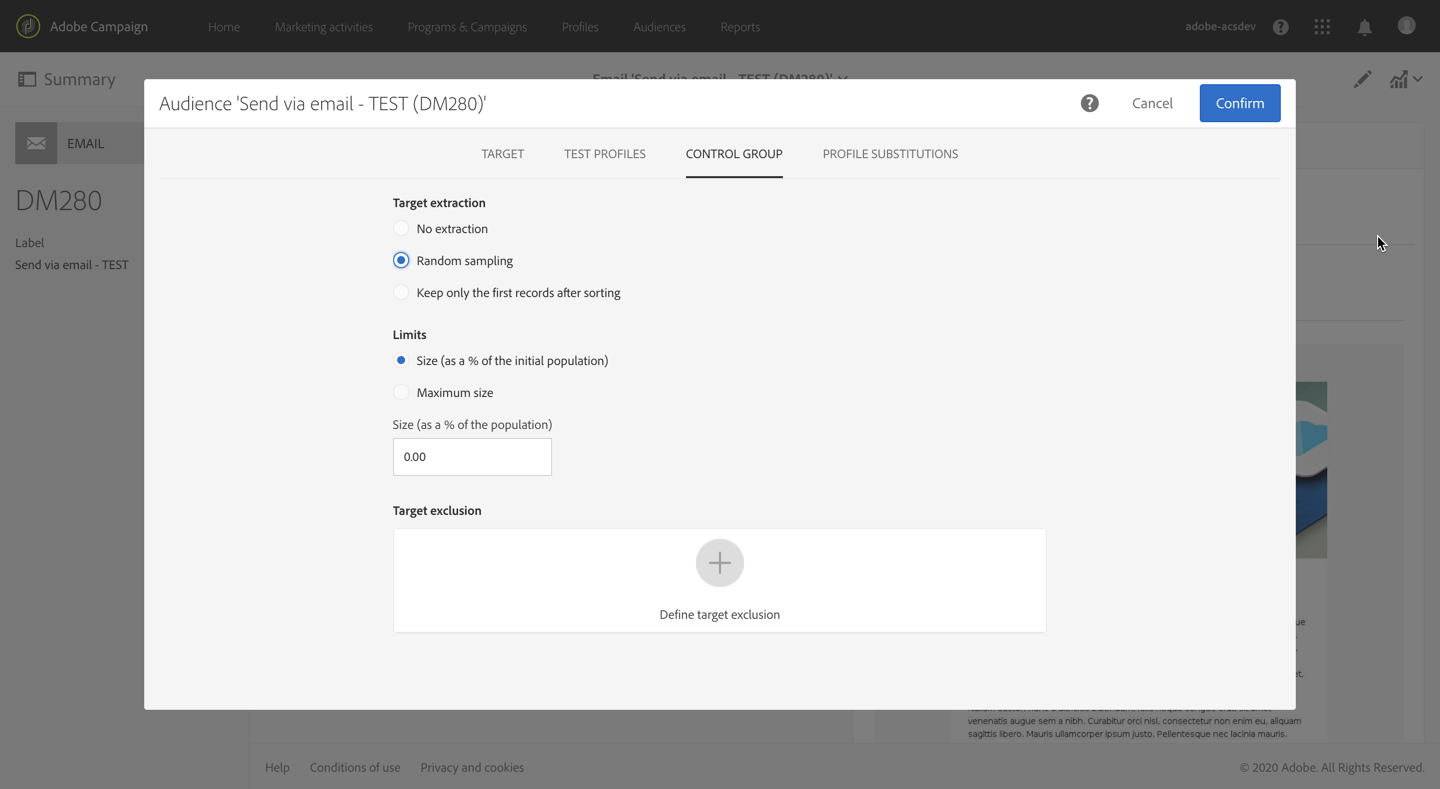 Adobe Campaign Home Marketing activities Programs & Campaigns Profiles Audiences Reports adobe-acsdev ?
Summary
Email 'Send via email - TEST (DM280)'
Audience 'Send via email - TEST (DM280)' ? Cancel Confirm
EMAIL
TARGET TEST PROFILES CONTROL GROUP PROFILE SUBSTITUTIONS
DM280
Label
Send via email - TEST
Target extraction
No extraction
Random sampling
Keep only the first records after sorting
Limits
Size (as a % of the initial population)
Maximum size
Size (as a % of the population)
0.00
Target exclusion
Define target exclusion
ue
et,
venenatis augue sem a nibh. Curabitur orci nisl, consectetur non enim eu, aliquam
sagittis libero. Mauris ullamcorper ipsum justo. Pellentesque nec lacinia mauris.
Help Conditions of use Privacy and cookies © 2020 Adobe. All Rights Reserved.